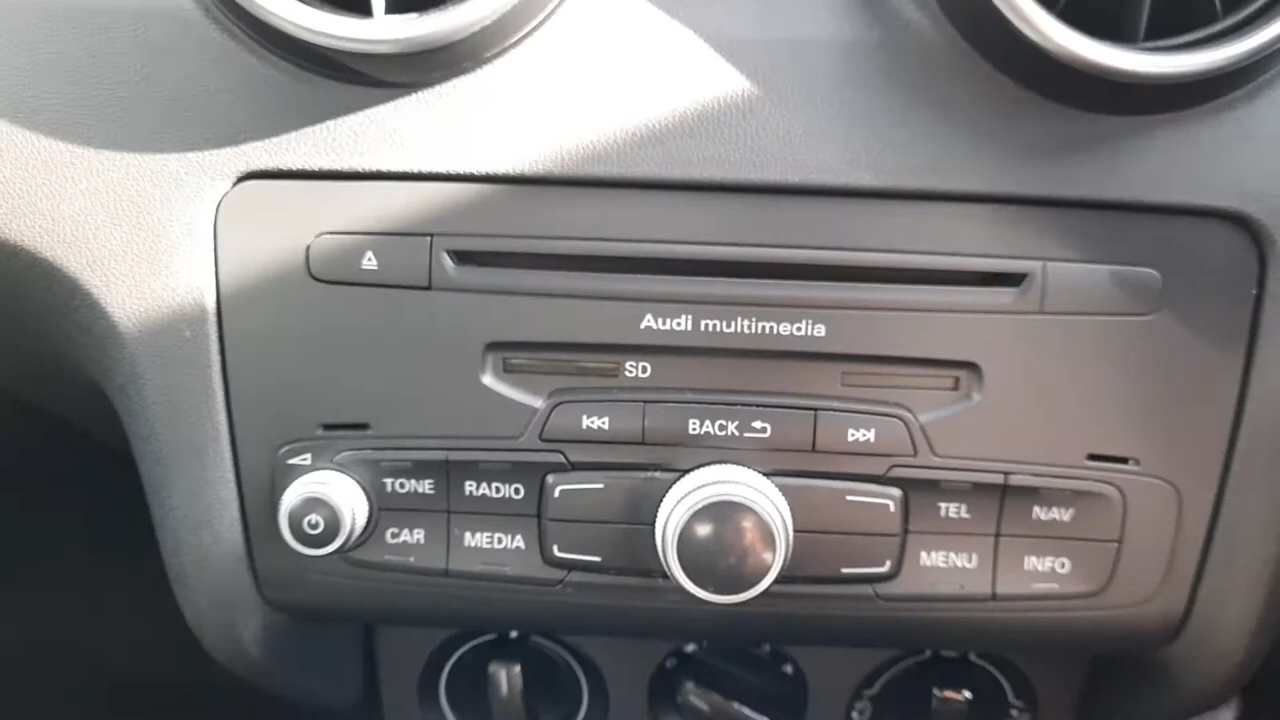 Audi multimedia
SD
BACK
TONE RADIO
TEL NAV
CAR MEDIA
MENU INFO